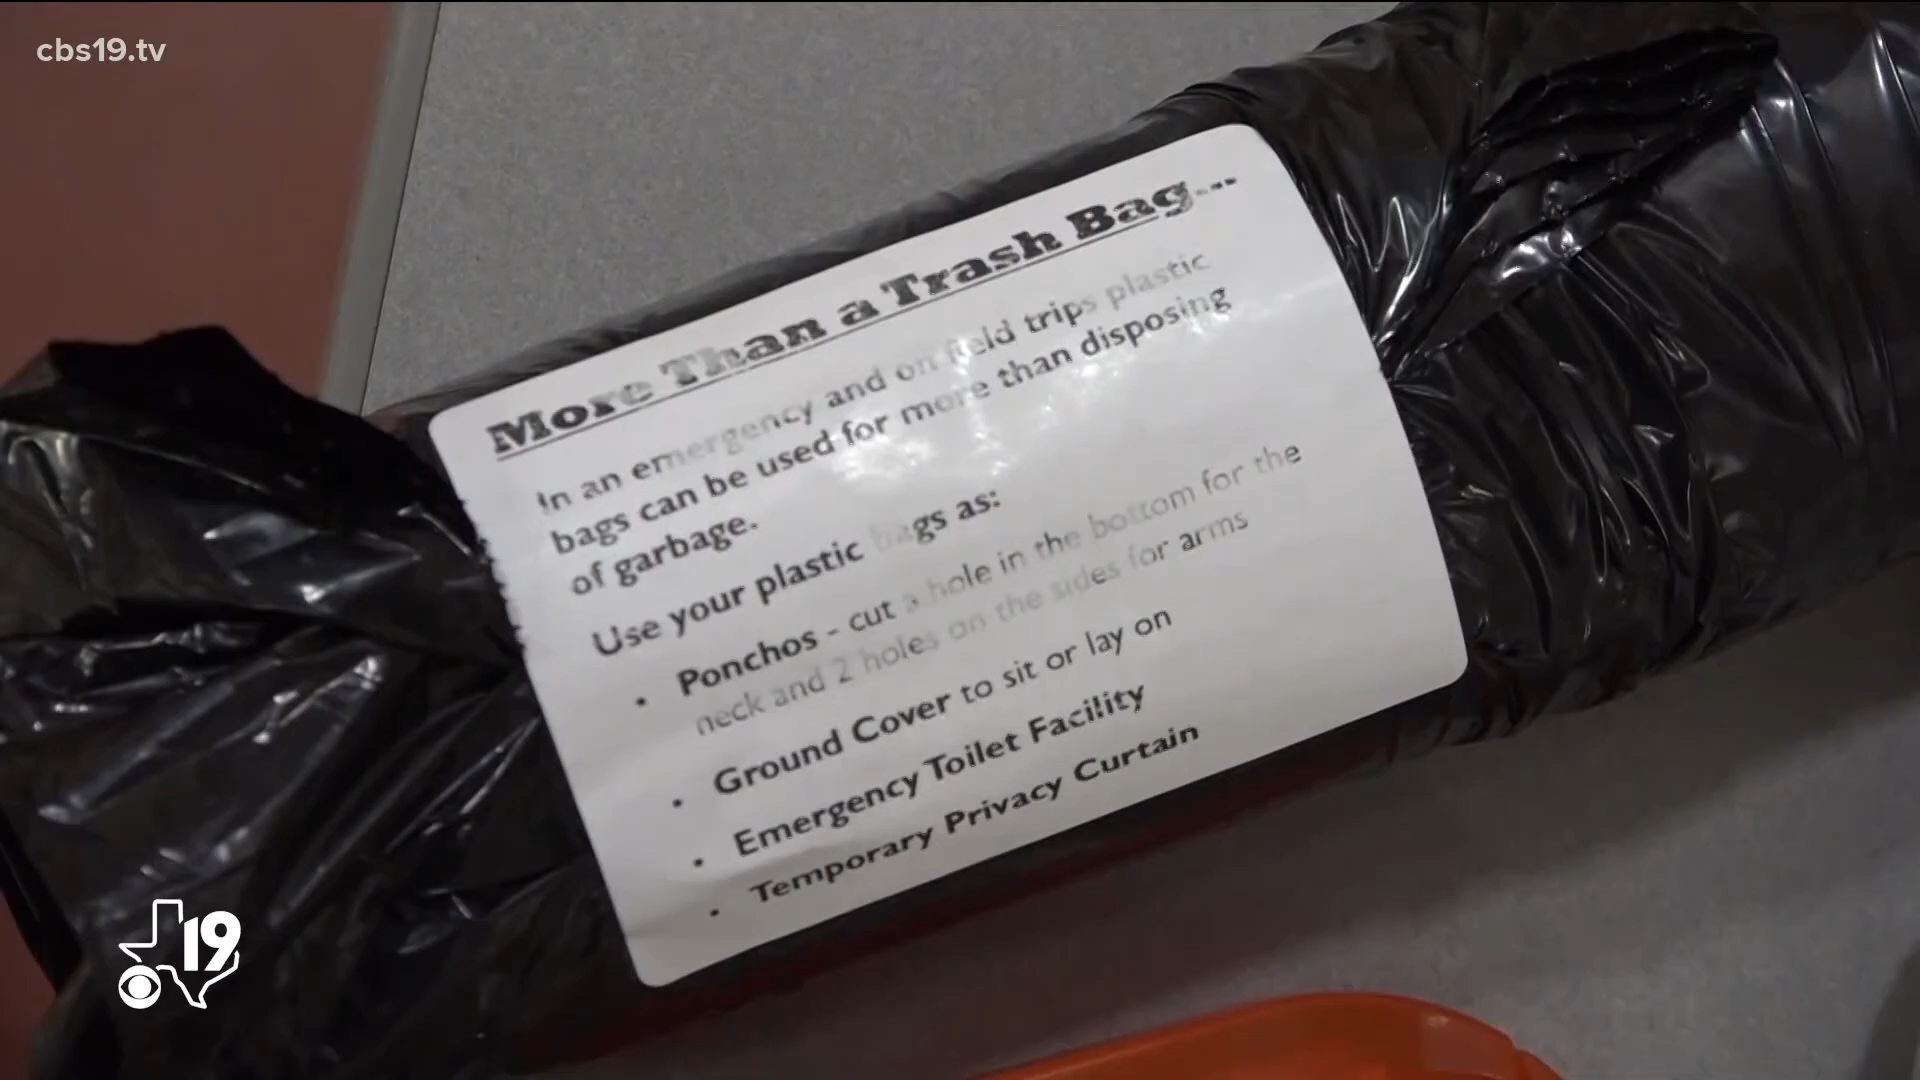 cbs19.tv
More Than a Trash Bag...
In an emergency and on field trips plastic
bags can be used for more than disposing
of garbage.
Use your plastic bags as:
• Ponchos - cut a hole in the bottom for the
neck and 2 holes on the sides for arms
• Ground Cover to sit or lay on
• Emergency Toilet Facility
• Temporary Privacy Curtain
19